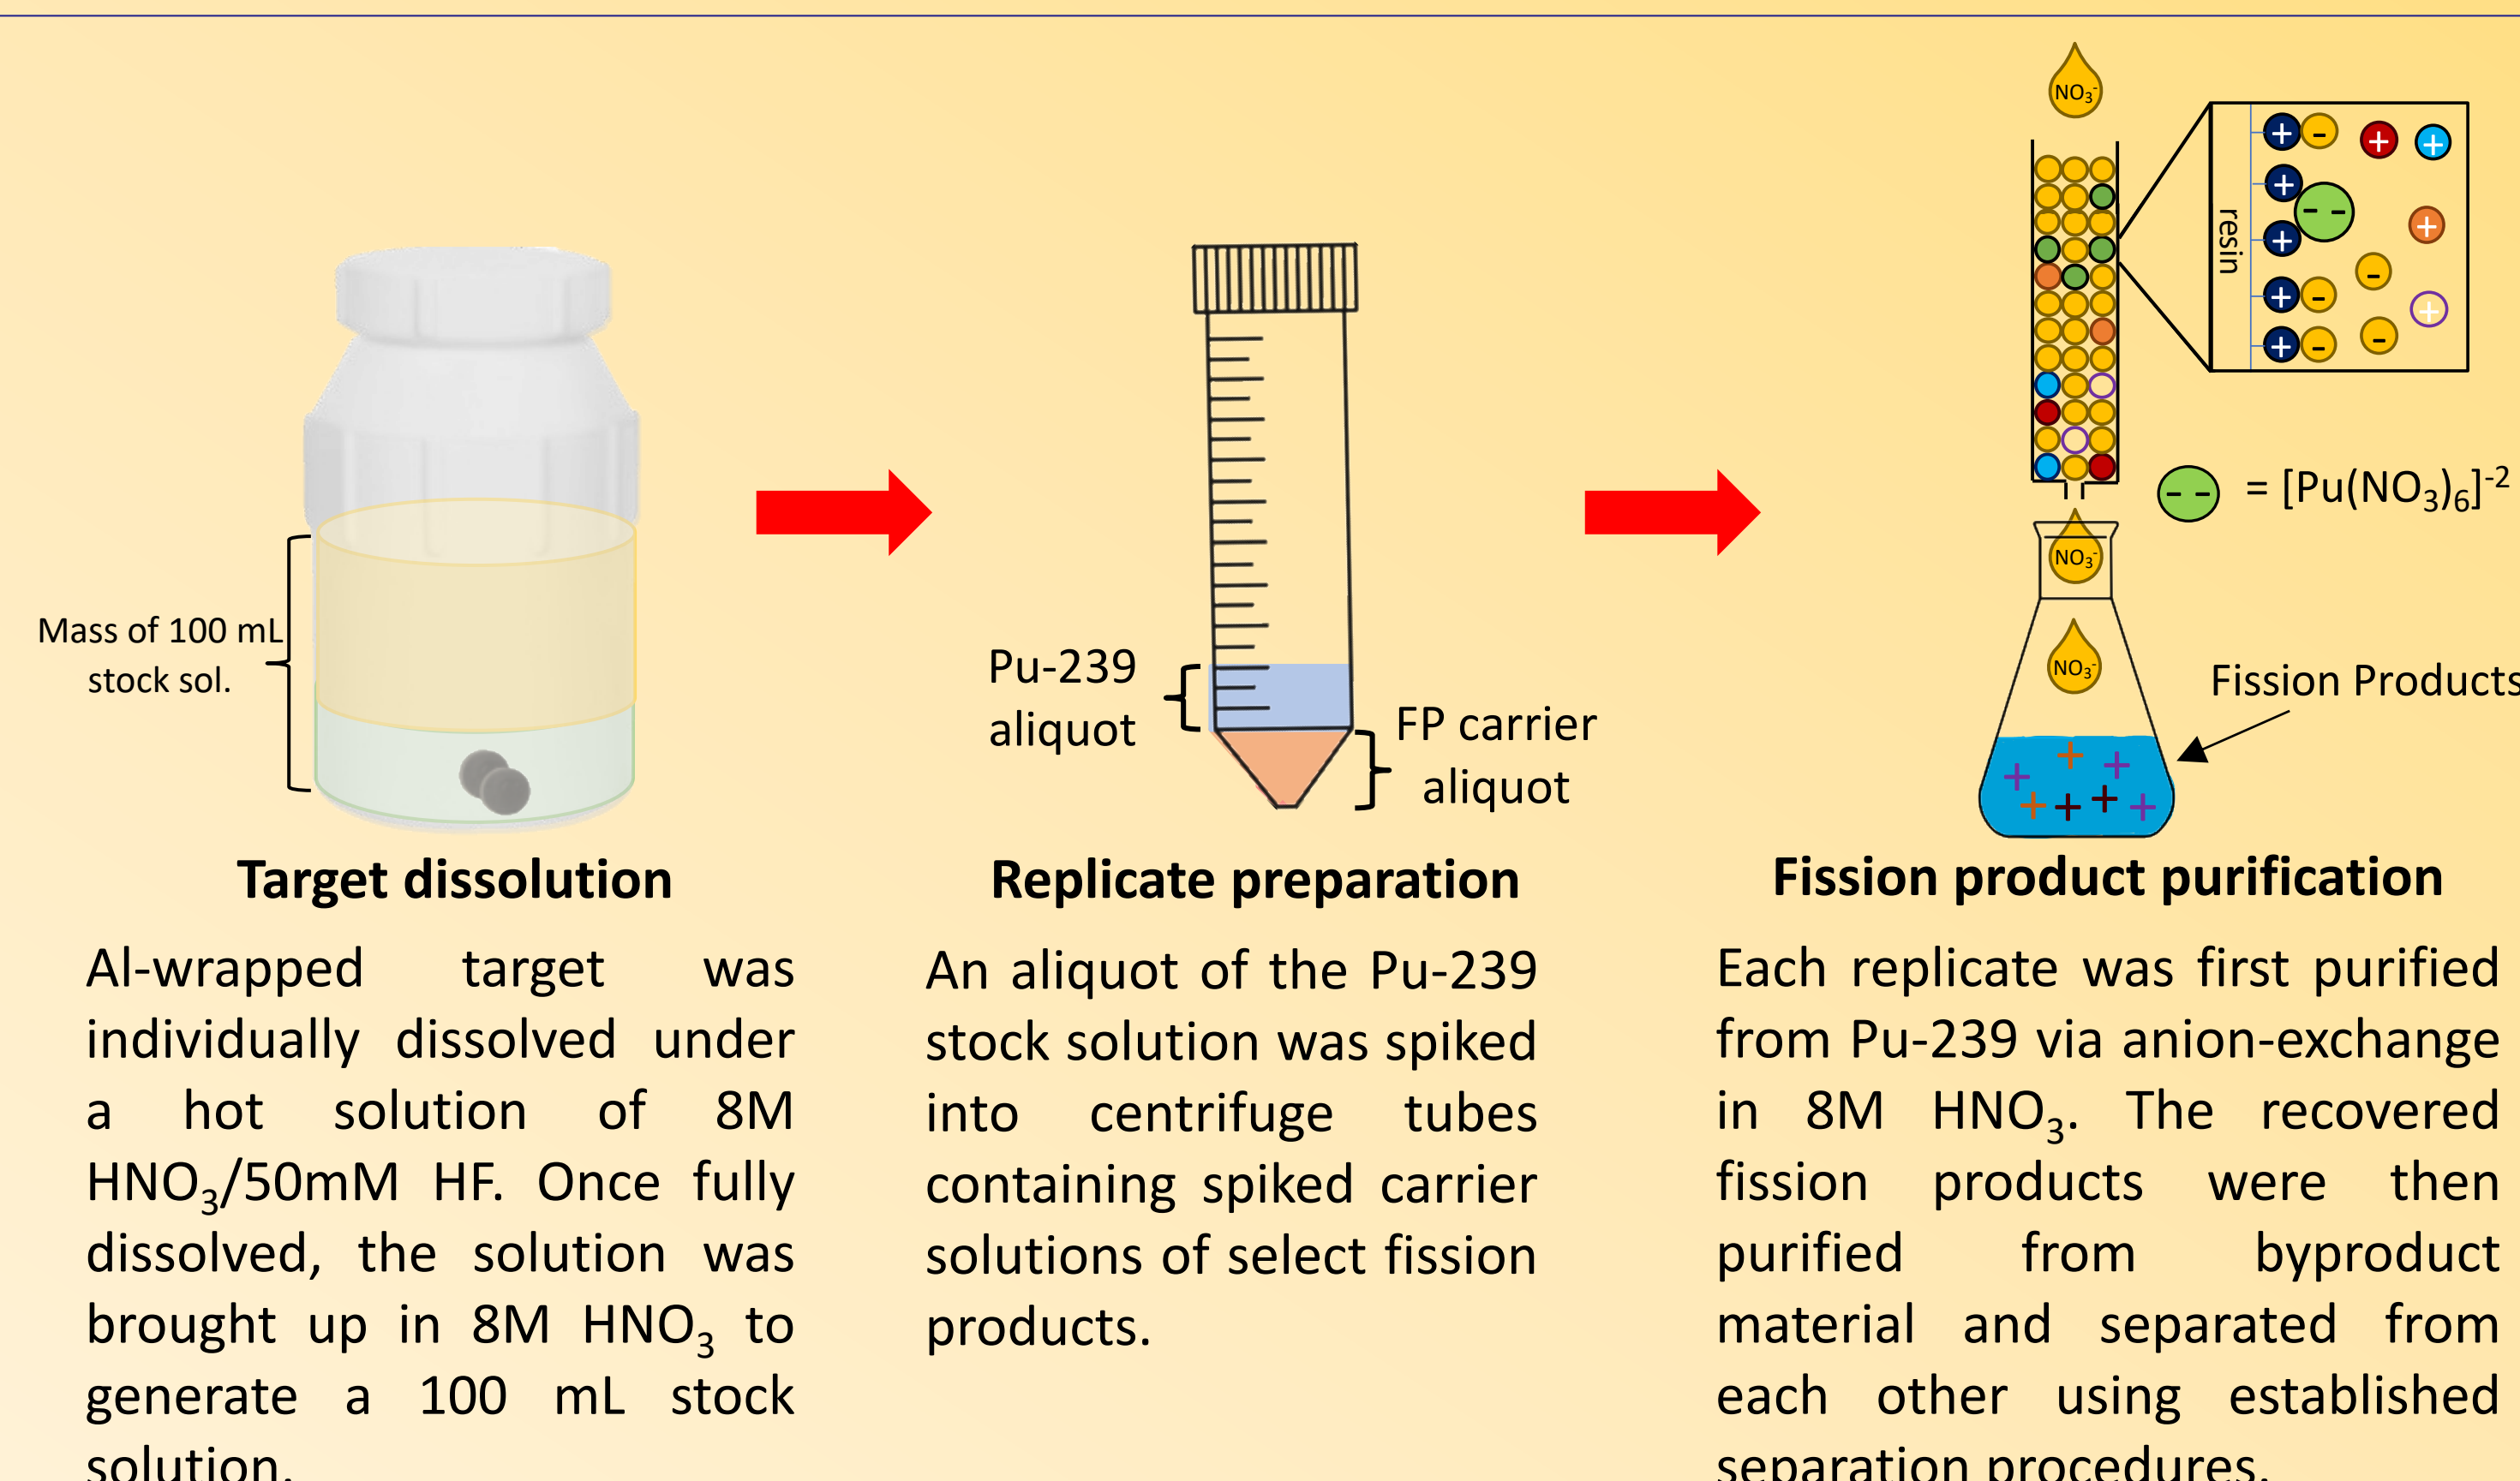 Mass of 100 mL
stock sol.
Target dissolution
Al-wrapped target was
individually dissolved under
a hot solution of 8M
HNO₃/50mM HF. Once fully
dissolved, the solution was
brought up in 8M HNO₃ to
generate a 100 mL stock
solution.
Pu-239
aliquot
FP carrier
aliquot
Replicate preparation
An aliquot of the Pu-239
stock solution was spiked
into centrifuge tubes
containing spiked carrier
solutions of select fission
products.
NO₃⁻
+ - + +
+ - -
+ +
+ - -
+
+ - -
resin
- - = [Pu(NO₃)₆]⁻²
NO₃⁻
NO₃⁻
Fission Products
+ + + + + + +
Fission product purification
Each replicate was first purified
from Pu-239 via anion-exchange
in 8M HNO₃. The recovered
fission products were then
purified from byproduct
material and separated from
each other using established
separation procedures.